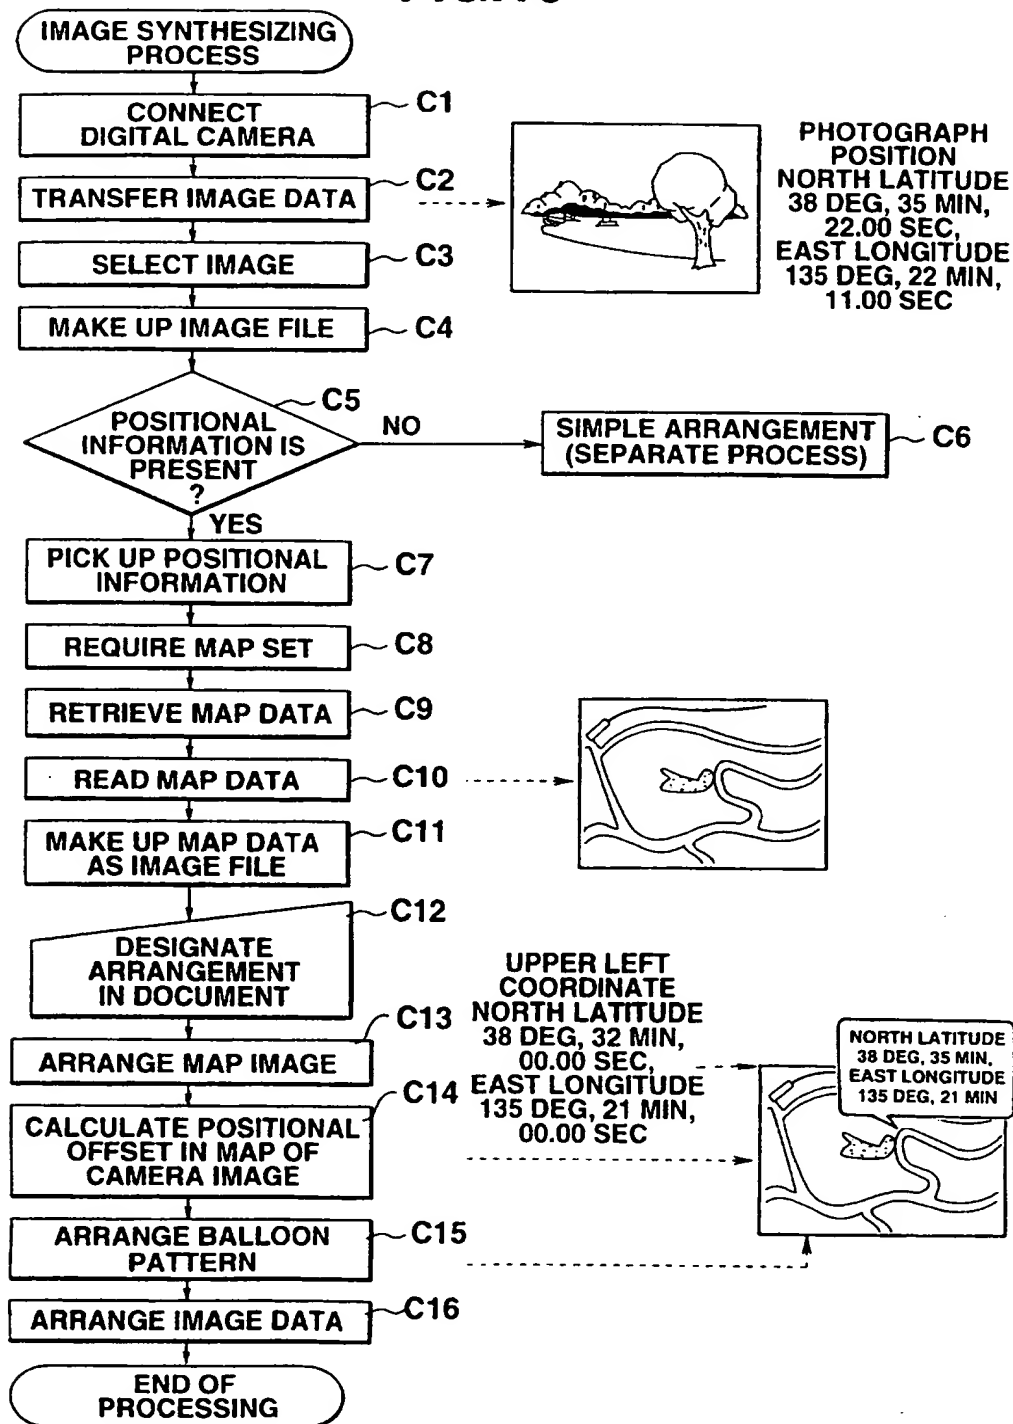 IMAGE SYNTHESIZING
PROCESS
CONNECT
DIGITAL CAMERA
C1
TRANSFER IMAGE DATA
C2
PHOTOGRAPH
POSITION
NORTH LATITUDE
38 DEG, 35 MIN,
22.00 SEC,
EAST LONGITUDE
135 DEG, 22 MIN,
11.00 SEC
SELECT IMAGE
C3
MAKE UP IMAGE FILE
C4
C5
POSITIONAL
INFORMATION IS
PRESENT
?
NO
SIMPLE ARRANGEMENT
(SEPARATE PROCESS)
C6
YES
PICK UP POSITIONAL
INFORMATION
C7
REQUIRE MAP SET
C8
RETRIEVE MAP DATA
C9
READ MAP DATA
C10
MAKE UP MAP DATA
AS IMAGE FILE
C11
C12
DESIGNATE
ARRANGEMENT
IN DOCUMENT
C13
ARRANGE MAP IMAGE
UPPER LEFT
COORDINATE
NORTH LATITUDE
38 DEG, 32 MIN,
00.00 SEC,
EAST LONGITUDE
135 DEG, 21 MIN,
00.00 SEC
NORTH LATITUDE
38 DEG, 35 MIN,
EAST LONGITUDE
135 DEG, 21 MIN
C14
CALCULATE POSITIONAL
OFFSET IN MAP OF
CAMERA IMAGE
ARRANGE BALLOON
PATTERN
C15
ARRANGE IMAGE DATA
C16
END OF
PROCESSING